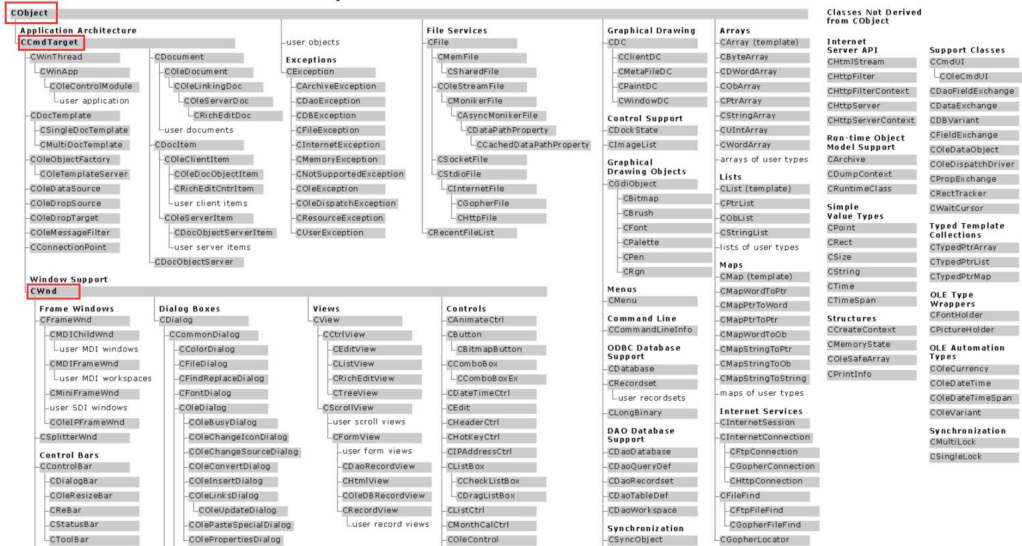 CObject
Application Architecture
CCmdTarget
CWinThread
CWinApp
COleControlModule
user application
CDocTemplate
CSingleDocTemplate
CMultiDocTemplate
COleObjectFactory
COleTemplateServer
COleDataSource
COleDropSource
COleDropTarget
COleMessageFilter
CConnectionPoint
CDocument
COleDocument
COleLinkingDoc
COleServerDoc
CRichEditDoc
user documents
CDocItem
COleClientItem
COleDocObjectItem
CRichEditCntrItem
user client items
COleServerItem
CDocObjectServerItem
user server items
CDocObjectServer
user objects
Exceptions
CException
CArchiveException
CDaoException
CDBException
CFileException
CInternetException
CMemoryException
CNotSupportedException
COleException
COleDispatchException
CResourceException
CUserException
File Services
CFile
CMemFile
CSharedFile
COleStreamFile
CMonikerFile
CAsyncMonikerFile
CDataPathProperty
CCachedDataPathProperty
CSocketFile
CStdioFile
CInternetFile
CGopherFile
CHttpFile
CRecentFileList
Window Support
CWnd
Frame Windows
CFrameWnd
CMDIChildWnd
user MDI windows
CMDIFrameWnd
user MDI workspaces
CMiniFrameWnd
user SDI windows
COleIPFrameWnd
CSplitterWnd
Control Bars
CControlBar
CDialogBar
COleResizeBar
CReBar
CStatusBar
CToolBar
Dialog Boxes
CDialog
CCommonDialog
CColorDialog
CFileDialog
CFindReplaceDialog
CFontDialog
COleDialog
COleBusyDialog
COleChangeIconDialog
COleChangeSourceDialog
COleConvertDialog
COleInsertDialog
COleLinksDialog
COleUpdateDialog
COlePasteSpecialDialog
COlePropertiesDialog
Views
CView
CCtrlView
CEditView
CListView
CRichEditView
CTreeView
CScrollView
user scroll views
CFormView
user form views
CDaoRecordView
CHtmlView
COleDBRecordView
CRecordView
user record views
Controls
CAnimateCtrl
CButton
CBitmapButton
CComboBox
CComboBoxEx
CDateTimeCtrl
CEdit
CHeaderCtrl
CHotKeyCtrl
CIPAddressCtrl
CListBox
CCheckListBox
CDragListBox
CListCtrl
CMonthCalCtrl
COleControl
Graphical Drawing
CDC
CClientDC
CMetaFileDC
CPaintDC
CWindowDC
Control Support
CDockState
CImageList
Graphical
Drawing Objects
CGdiObject
CBitmap
CBrush
CFont
CPalette
CPen
CRgn
Menus
CMenu
Command Line
CCommandLineInfo
ODBC Database
Support
CDatabase
CRecordset
user recordsets
CLongBinary
DAO Database
Support
CDaoDatabase
CDaoQueryDef
CDaoRecordset
CDaoTableDef
CDaoWorkspace
Synchronization
CSyncObject
Arrays
CArray (template)
CByteArray
CDWordArray
CObArray
CPtrArray
CStringArray
CUIntArray
CWordArray
arrays of user types
Lists
CList (template)
CPtrList
CObList
CStringList
lists of user types
Maps
CMap (template)
CMapWordToPtr
CMapPtrToWord
CMapPtrToPtr
CMapWordToOb
CMapStringToPtr
CMapStringToOb
CMapStringToString
maps of user types
Internet Services
CInternetSession
CInternetConnection
CFtpConnection
CGopherConnection
CHttpConnection
CFileFind
CFtpFileFind
CGopherFileFind
CGopherLocator
Classes Not Derived
from CObject
Internet
Server API
CHtmlStream
CHttpFilter
CHttpFilterContext
CHttpServer
CHttpServerContext
Run-time Object
Model Support
CArchive
CDumpContext
CRuntimeClass
Simple
Value Types
CPoint
CRect
CSize
CString
CTime
CTimeSpan
Structures
CCreateContext
CMemoryState
COleSafeArray
CPrintInfo
Support Classes
CCmdUI
COleCmdUI
CDaoFieldExchange
CDataExchange
CDBVariant
CFieldExchange
COleDataObject
COleDispatchDriver
CPropExchange
CRectTracker
CWaitCursor
Typed Template
Collections
CTypedPtrArray
CTypedPtrList
CTypedPtrMap
OLE Type
Wrappers
CFontHolder
CPictureHolder
OLE Automation
Types
COleCurrency
COleDateTime
COleDateTimeSpan
COleVariant
Synchronization
CMultiLock
CSingleLock